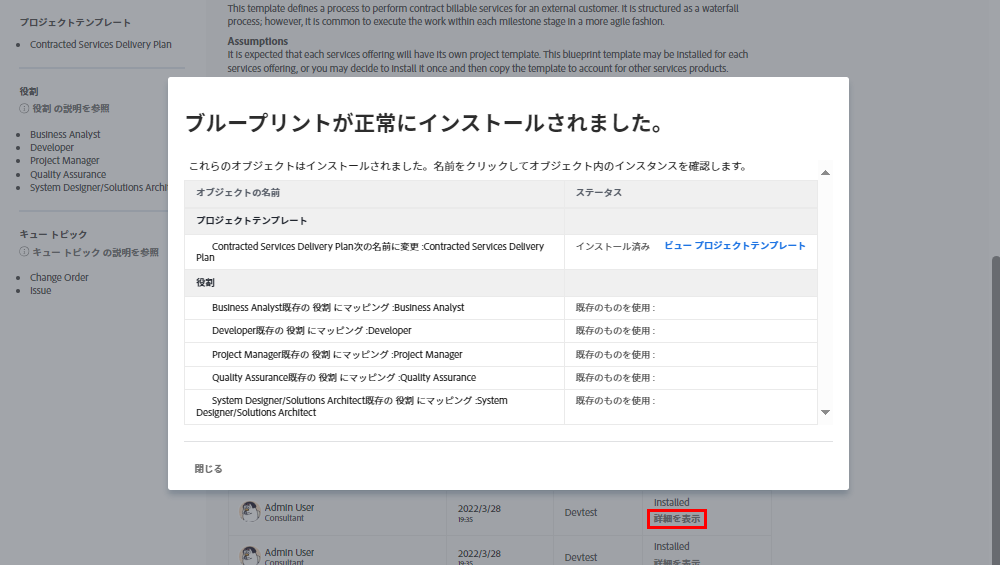 プロジェクトテンプレート
Contracted Services Delivery Plan
役割
役割 の説明を参照
Business Analyst
Developer
Project Manager
Quality Assurance
System Designer/Solutions Archi
キュー トピック
キュー トピック の説明を参照
Change Order
Issue
This template defines a process to perform contract billable services for an external customer. It is structured as a waterfall
process; however, it is common to execute the work within each milestone stage in a more agile fashion.
Assumptions
It is expected that each services offering will have its own project template. This blueprint template may be installed for each
services offering, or you may decide to install it once and then copy the template to account for other services products.
ブループリントが正常にインストールされました。
これらのオブジェクトはインストールされました。名前をクリックしてオブジェクト内のインスタンスを確認します。
オブジェクトの名前 ステータス
プロジェクトテンプレート
Contracted Services Delivery Plan次の名前に変更 :Contracted Services Delivery
Plan
インストール済み ビュー プロジェクトテンプレート
役割
Business Analyst既存の 役割 にマッピング :Business Analyst 既存のものを使用 :
Developer既存の 役割 にマッピング :Developer 既存のものを使用 :
Project Manager既存の 役割 にマッピング :Project Manager 既存のものを使用 :
Quality Assurance既存の 役割 にマッピング :Quality Assurance 既存のものを使用 :
System Designer/Solutions Architect既存の 役割 にマッピング :System
Designer/Solutions Architect
既存のものを使用 :
閉じる
Admin User
Consultant
2022/3/28
19:35
Devtest
Installed
詳細を表示
Admin User
Consultant
2022/3/28
19:35
Devtest
Installed
詳細を表示